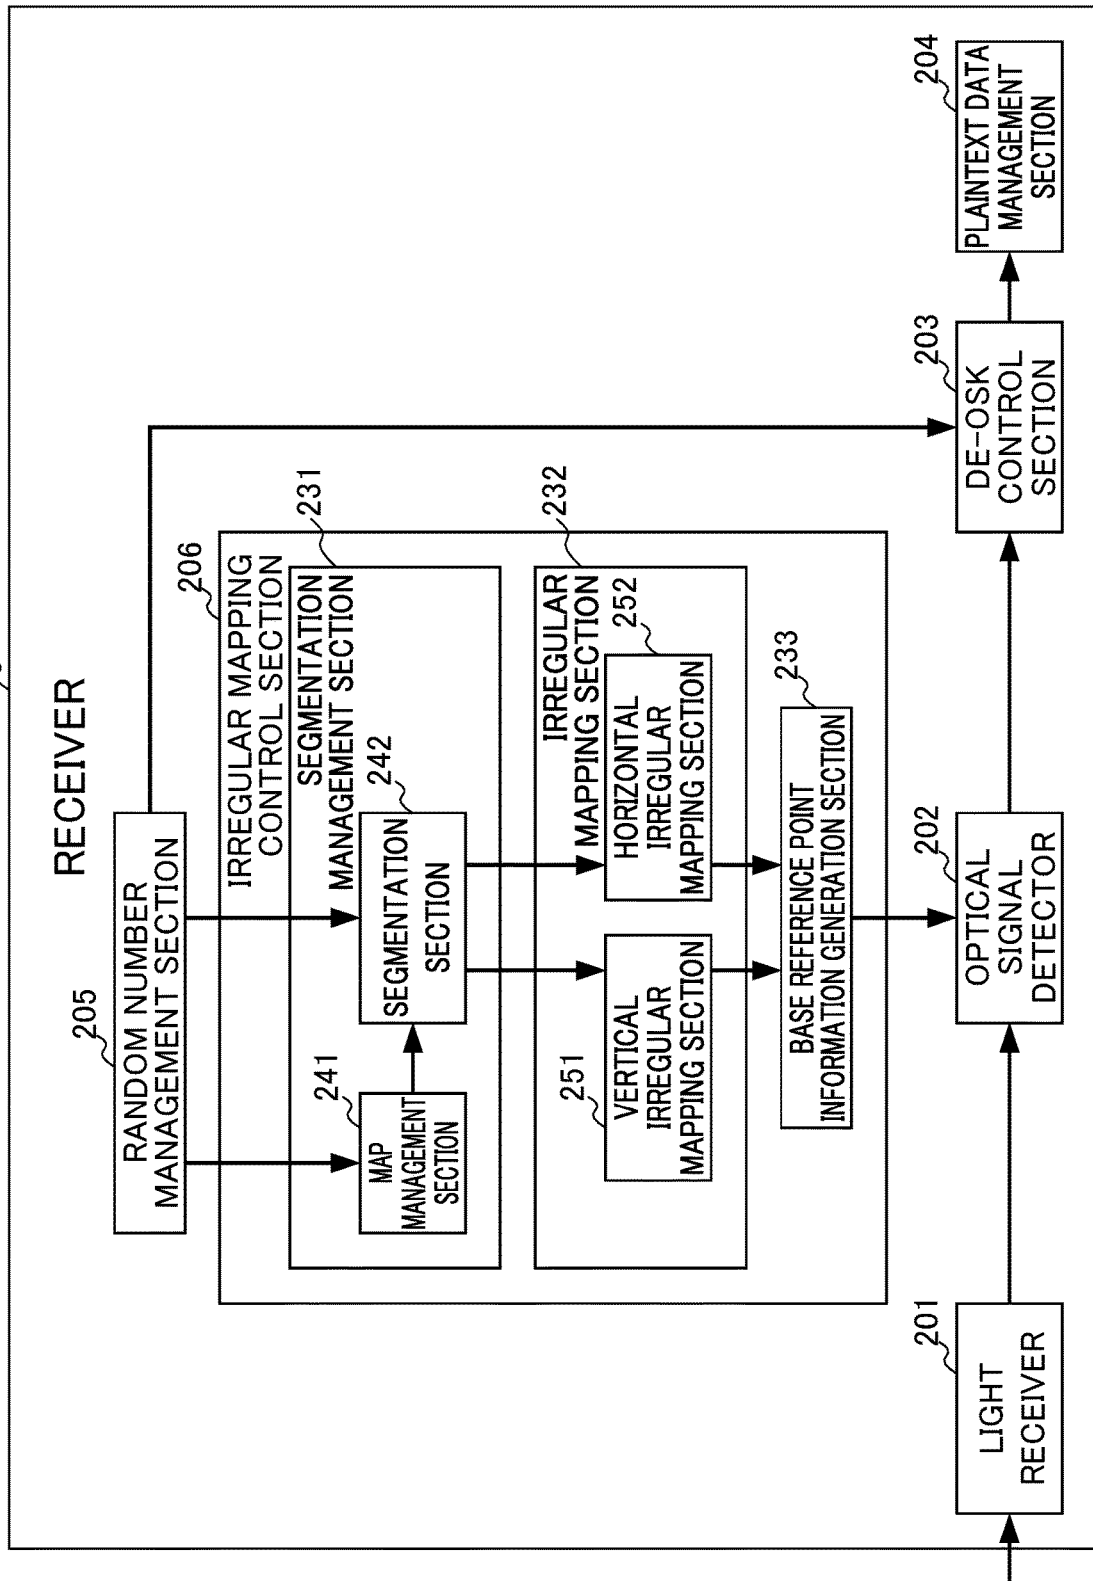 RECEIVER
205
RANDOM NUMBER
MANAGEMENT SECTION
206
IRREGULAR MAPPING
CONTROL SECTION
231
SEGMENTATION
MANAGEMENT SECTION
241
MAP
MANAGEMENT
SECTION
242
SEGMENTATION
SECTION
232
IRREGULAR
MAPPING SECTION
251
VERTICAL
IRREGULAR
MAPPING SECTION
252
HORIZONTAL
IRREGULAR
MAPPING SECTION
233
BASE REFERENCE POINT
INFORMATION GENERATION SECTION
201
LIGHT
RECEIVER
202
OPTICAL
SIGNAL
DETECTOR
203
DE-OSK
CONTROL
SECTION
204
PLAINTEXT DATA
MANAGEMENT
SECTION